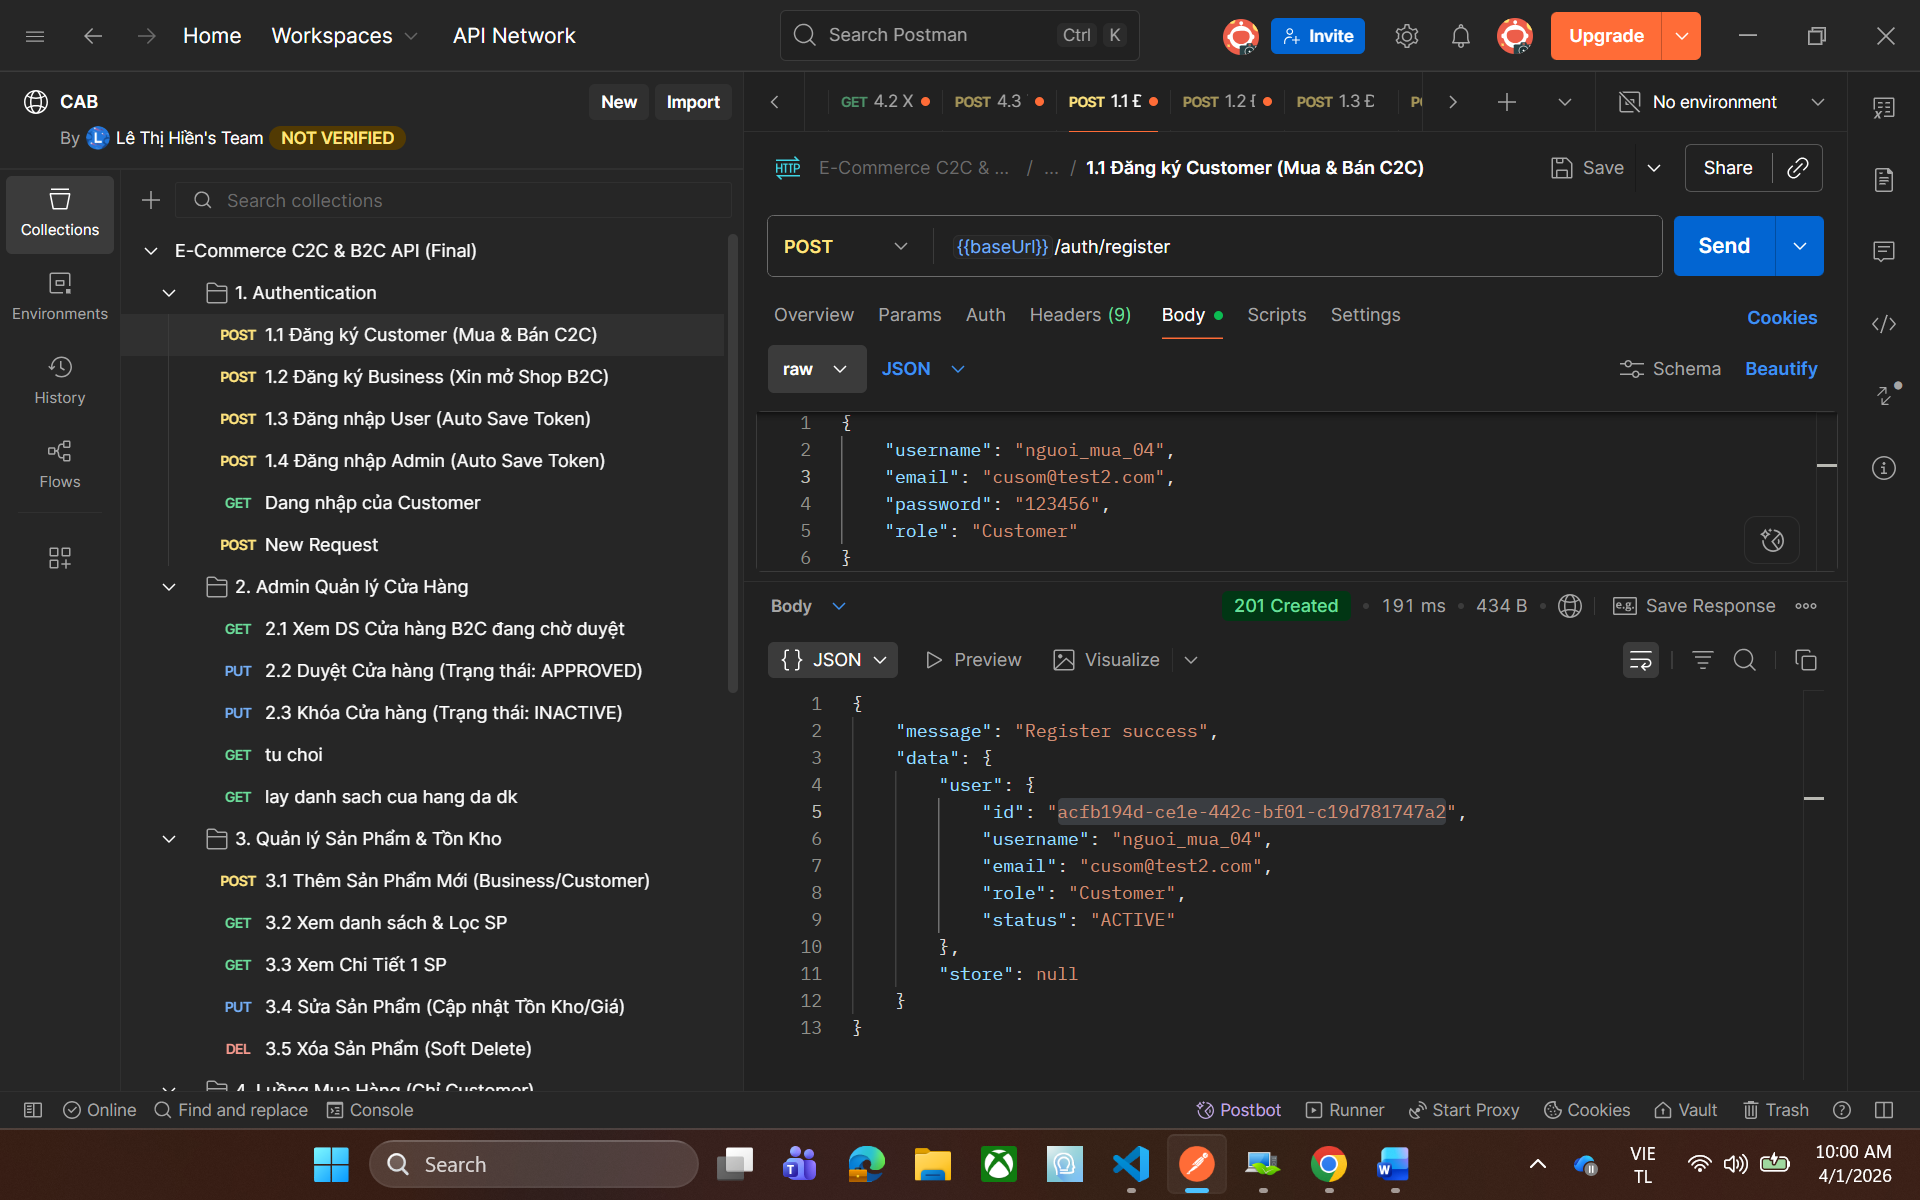 Home Workspaces API Network Search Postman Ctrl K Invite Upgrade
CAB New Import
By L Lê Thị Hiền's Team NOT VERIFIED
Collections
Environments
History
Flows
Search collections
E-Commerce C2C & B2C API (Final)
1. Authentication
POST 1.1 Đăng ký Customer (Mua & Bán C2C)
POST 1.2 Đăng ký Business (Xin mở Shop B2C)
POST 1.3 Đăng nhập User (Auto Save Token)
POST 1.4 Đăng nhập Admin (Auto Save Token)
GET Dang nhập của Customer
POST New Request
2. Admin Quản lý Cửa Hàng
GET 2.1 Xem DS Cửa hàng B2C đang chờ duyệt
PUT 2.2 Duyệt Cửa hàng (Trạng thái: APPROVED)
PUT 2.3 Khóa Cửa hàng (Trạng thái: INACTIVE)
GET tu choi
GET lay danh sach cua hang da dk
3. Quản lý Sản Phẩm & Tồn Kho
POST 3.1 Thêm Sản Phẩm Mới (Business/Customer)
GET 3.2 Xem danh sách & Lọc SP
GET 3.3 Xem Chi Tiết 1 SP
PUT 3.4 Sửa Sản Phẩm (Cập nhật Tồn Kho/Giá)
DEL 3.5 Xóa Sản Phẩm (Soft Delete)
4. Luồng Mua Hàng (Chỉ Customer)
GET 4.2 X POST 4.3 POST 1.1 Đ POST 1.2 POST 1.3 Đ No environment
HTTP E-Commerce C2C & ... / ... / 1.1 Đăng ký Customer (Mua & Bán C2C) Save Share
POST {{baseUrl}}/auth/register Send
Overview Params Auth Headers (9) Body Scripts Settings Cookies
raw JSON Schema Beautify
1 {
2 "username": "nguoi_mua_04",
3 "email": "cusom@test2.com",
4 "password": "123456",
5 "role": "Customer"
6 }
Body 201 Created 191 ms 434 B e.g. Save Response
{} JSON Preview Visualize
1 {
2 "message": "Register success",
3 "data": {
4 "user": {
5 "id": "acfb194d-ce1e-442c-bf01-c19d781747a2",
6 "username": "nguoi_mua_04",
7 "email": "cusom@test2.com",
8 "role": "Customer",
9 "status": "ACTIVE"
10 },
11 "store": null
12 }
13 }
Online Find and replace Console Postbot Runner Start Proxy Cookies Vault Trash
Search VIE 10:00 AM
TL 4/1/2026